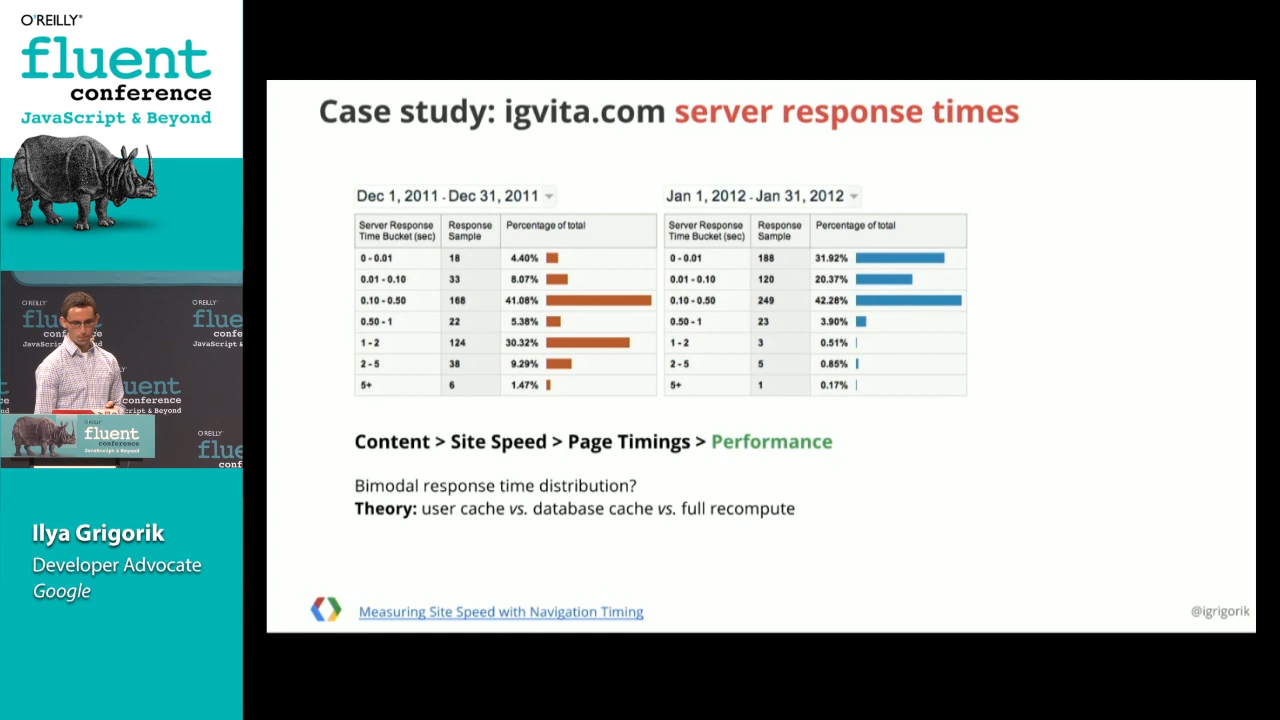 O'REILLY®
fluent
conference
JavaScript & Beyond
Case study: igvita.com server response times
Dec 1, 2011 - Dec 31, 2011
Server Response Time Bucket (sec) Response Sample Percentage of total
0 - 0.01 18 4.40%
0.01 - 0.10 33 8.07%
0.10 - 0.50 168 41.08%
0.50 - 1 22 5.38%
1 - 2 124 30.32%
2 - 5 38 9.29%
5+ 6 1.47%
Jan 1, 2012 - Jan 31, 2012
Server Response Time Bucket (sec) Response Sample Percentage of total
0 - 0.01 188 31.92%
0.01 - 0.10 120 20.37%
0.10 - 0.50 249 42.28%
0.50 - 1 23 3.90%
1 - 2 3 0.51%
2 - 5 5 0.85%
5+ 1 0.17%
Content > Site Speed > Page Timings > Performance
Bimodal response time distribution?
Theory: user cache vs. database cache vs. full recompute
Measuring Site Speed with Navigation Timing
@igrigorik
O'REILLY
fluent
conference
JavaScript & Beyond
Ilya Grigorik
Developer Advocate
Google